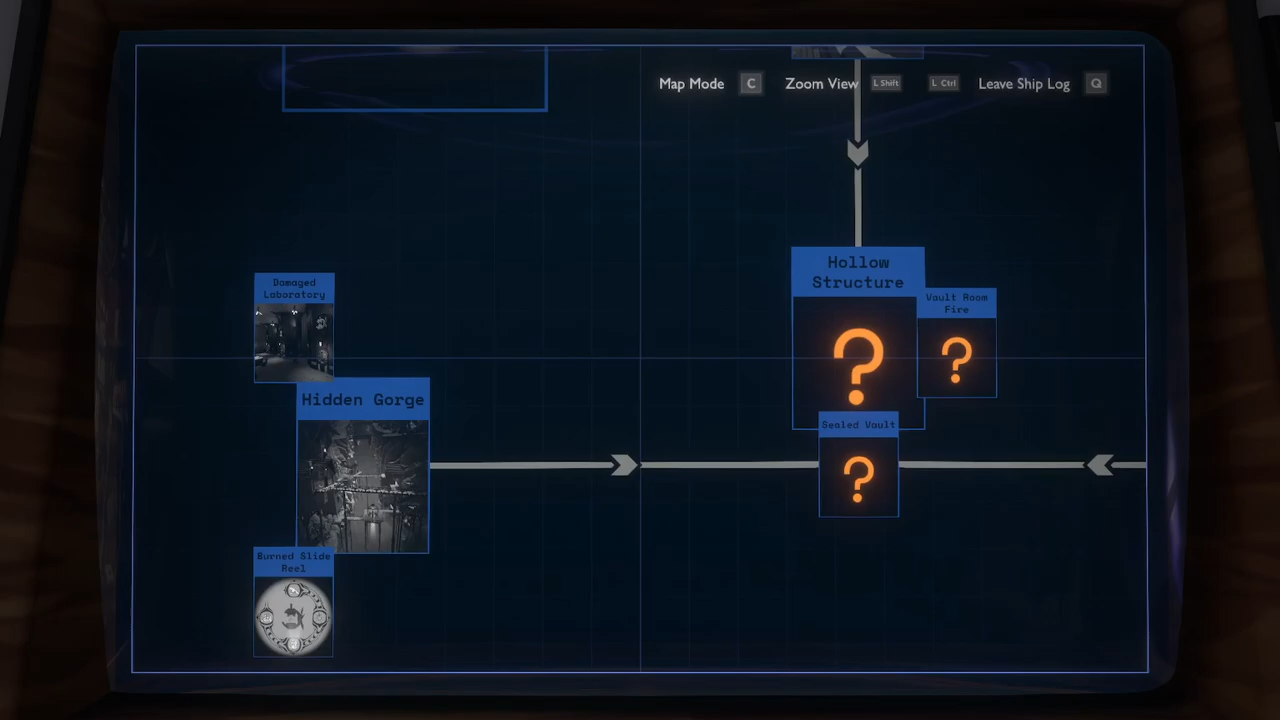 Map Mode C Zoom View L Shift L Ctrl Leave Ship Log Q
Hollow
Structure
Vault Room
Fire
?
?
Sealed Vault
?
Damaged
Laboratory
Hidden Gorge
Burned Slide
Reel